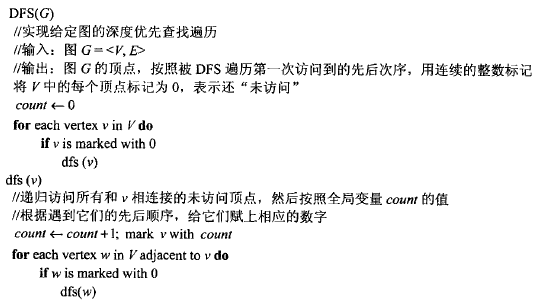 DFS(G)
//实现给定图的深度优先查找遍历
//输入：图 G = <V, E>
//输出：图 G 的顶点，按照被 DFS 遍历第一次访问到的先后次序，用连续的整数标记
将 V 中的每个顶点标记为 0，表示还“未访问”
count ← 0
for each vertex v in V do
if v is marked with 0
dfs (v)
dfs (v)
//递归访问所有和 v 相连接的未访问顶点，然后按照全局变量 count 的值
//根据遇到它们的先后顺序，给它们赋上相应的数字
count ← count + 1; mark v with count
for each vertex w in V adjacent to v do
if w is marked with 0
dfs(w)